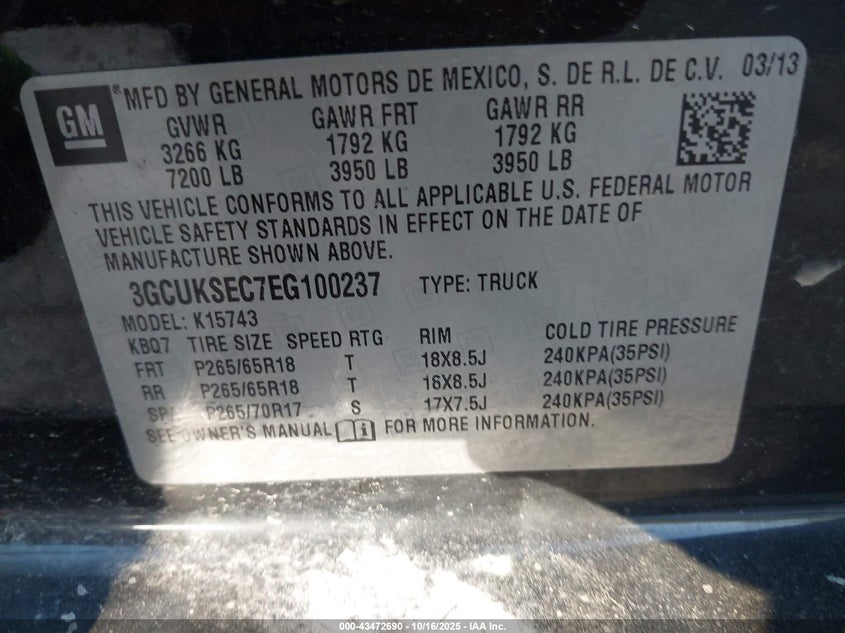 GM
® MFD BY GENERAL MOTORS DE MEXICO, S. DE R.L. DE C.V. 03/13
GVWR GAWR FRT GAWR RR
3266 KG 1792 KG 1792 KG
7200 LB 3950 LB 3950 LB
THIS VEHICLE CONFORMS TO ALL APPLICABLE U.S. FEDERAL MOTOR
VEHICLE SAFETY STANDARDS IN EFFECT ON THE DATE OF
MANUFACTURE SHOWN ABOVE.
3GCUKSEC7EG100237 TYPE: TRUCK
MODEL: K15743
KBQ7 TIRE SIZE SPEED RTG RIM COLD TIRE PRESSURE
FRT P265/65R18 T 18X8.5J 240KPA(35PSI)
RR P265/65R18 T 16X8.5J 240KPA(35PSI)
SPA P265/70R17 S 17X7.5J 240KPA(35PSI)
SEE OWNER'S MANUAL FOR MORE INFORMATION.
000-43472690 - 10/16/2025 - IAA Inc.